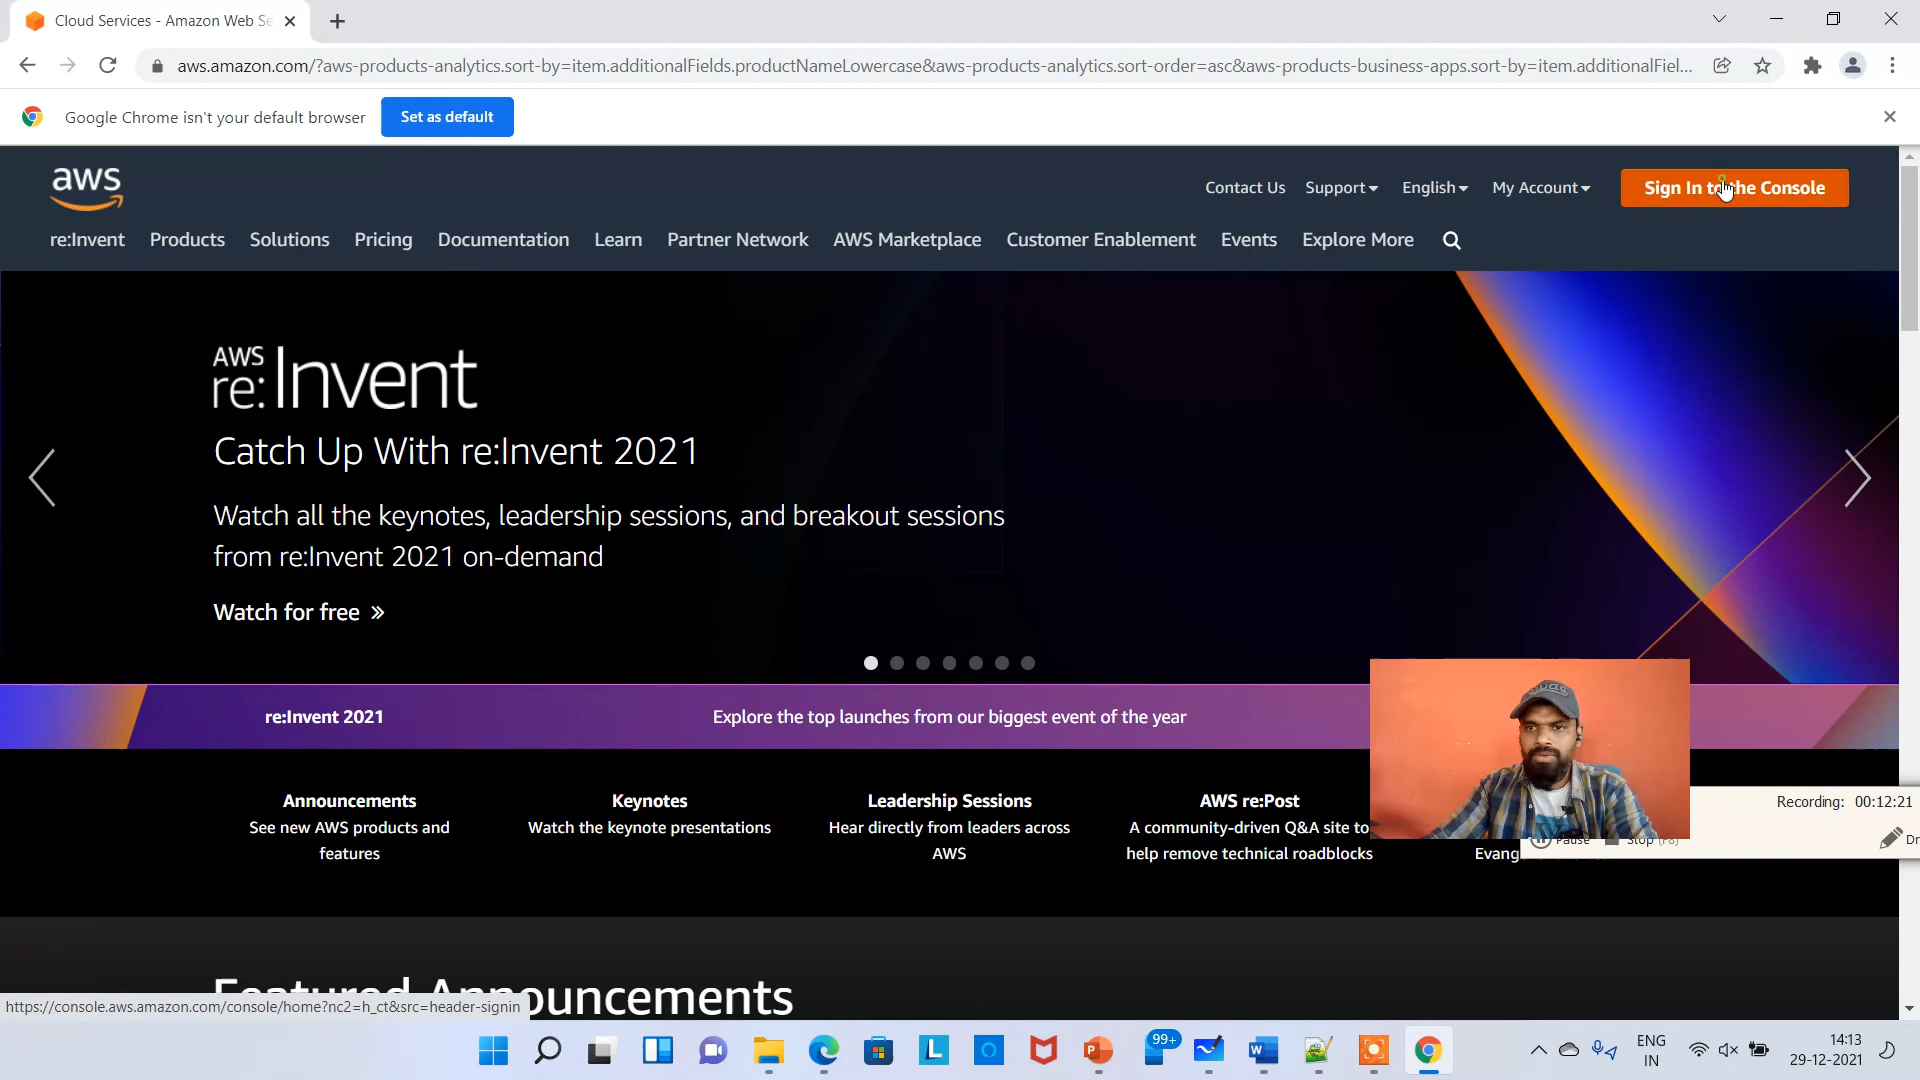 Cloud Services - Amazon Web Se
aws.amazon.com/?aws-products-analytics.sort-by=item.additionalFields.productNameLowercase&aws-products-analytics.sort-order=asc&aws-products-business-apps.sort-by=item.additionalFiel...
Google Chrome isn't your default browser
Set as default
aws
Contact Us
Support
English
My Account
Sign In to the Console
re:Invent
Products
Solutions
Pricing
Documentation
Learn
Partner Network
AWS Marketplace
Customer Enablement
Events
Explore More
AWS
re:Invent
Catch Up With re:Invent 2021
Watch all the keynotes, leadership sessions, and breakout sessions
from re:Invent 2021 on-demand
Watch for free »
re:Invent 2021
Explore the top launches from our biggest event of the year
Announcements
See new AWS products and
features
Keynotes
Watch the keynote presentations
Leadership Sessions
Hear directly from leaders across
AWS
AWS re:Post
A community-driven Q&A site to
help remove technical roadblocks
Evang
Recording: 00:12:21
Pause
Stop (F8)
Dr
Featured Announcements
https://console.aws.amazon.com/console/home?nc2=h_ct&src=header-signin
99+
ENG
IN
14:13
29-12-2021